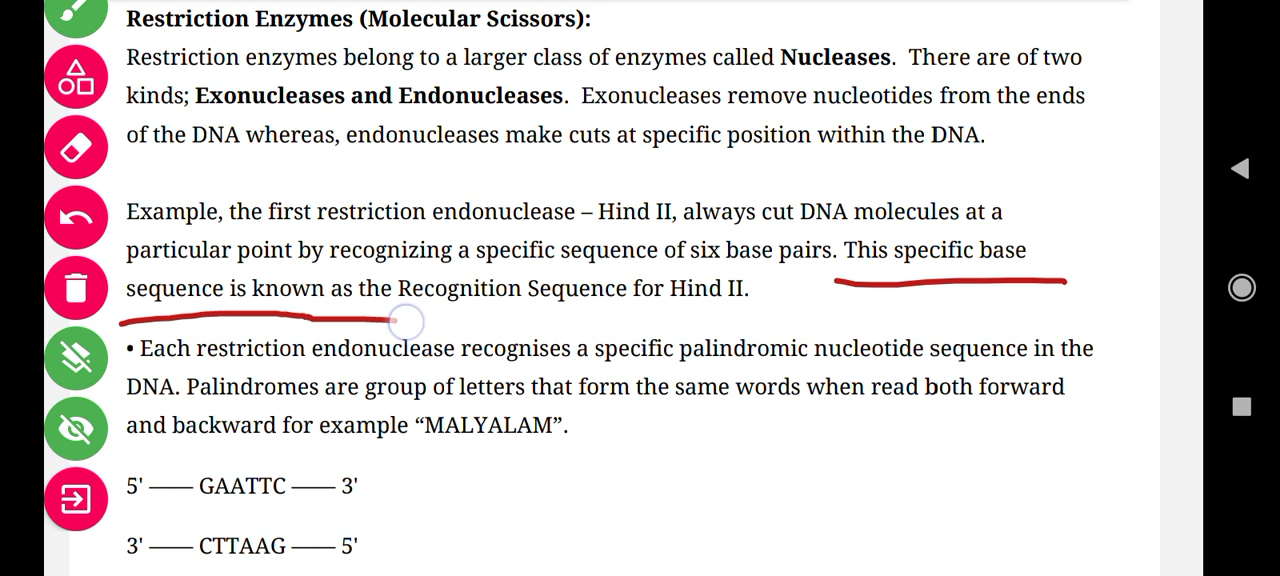 Restriction Enzymes (Molecular Scissors):
Restriction enzymes belong to a larger class of enzymes called Nucleases.  There are of two
kinds; Exonucleases and Endonucleases.  Exonucleases remove nucleotides from the ends
of the DNA whereas, endonucleases make cuts at specific position within the DNA.
Example, the first restriction endonuclease – Hind II, always cut DNA molecules at a
particular point by recognizing a specific sequence of six base pairs. This specific base
sequence is known as the Recognition Sequence for Hind II.
• Each restriction endonuclease recognises a specific palindromic nucleotide sequence in the
DNA. Palindromes are group of letters that form the same words when read both forward
and backward for example “MALYALAM”.
5' —— GAATTC —— 3'
3' —— CTTAAG —— 5'